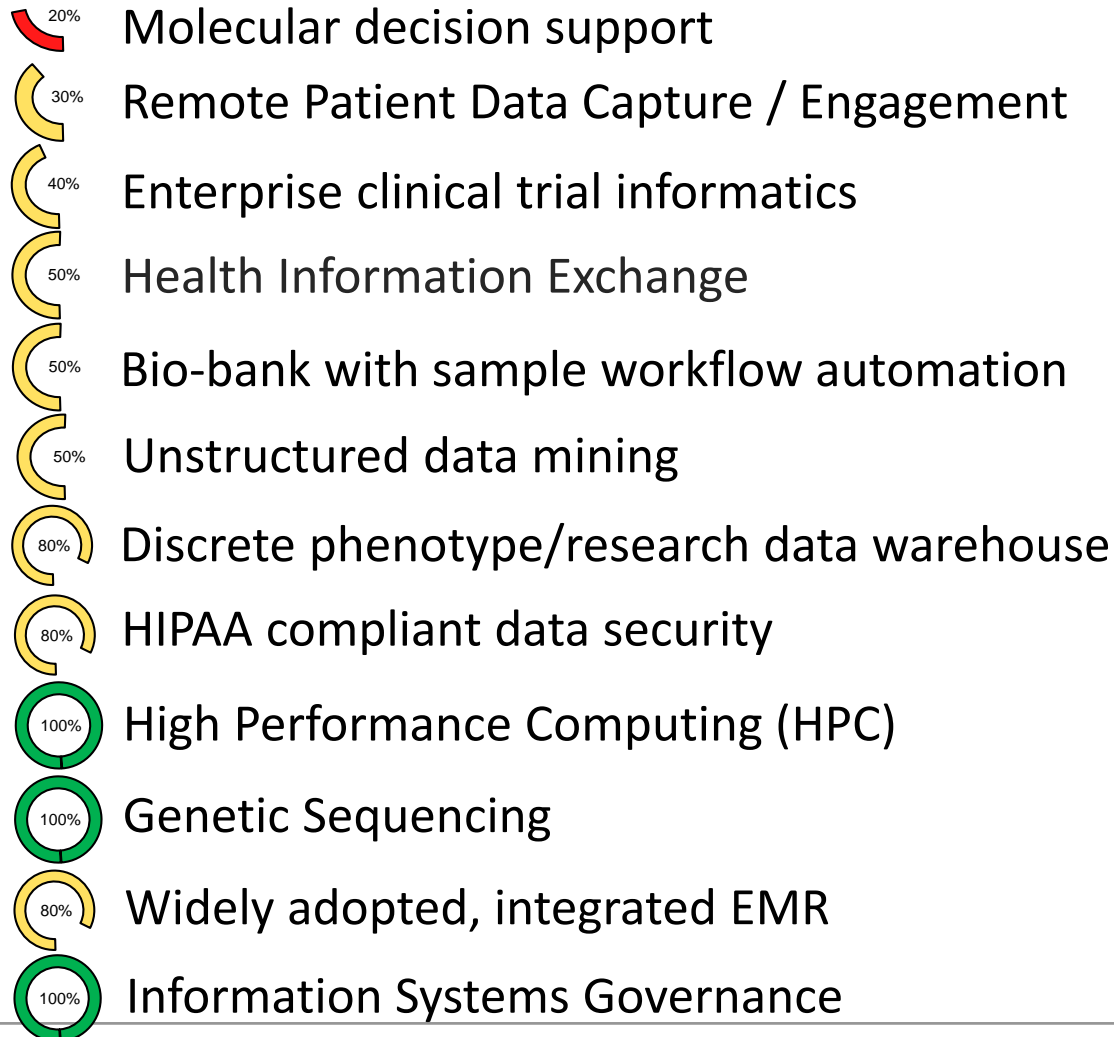 20% Molecular decision support
30% Remote Patient Data Capture / Engagement
40% Enterprise clinical trial informatics
50% Health Information Exchange
50% Bio-bank with sample workflow automation
50% Unstructured data mining
80% Discrete phenotype/research data warehouse
80% HIPAA compliant data security
100% High Performance Computing (HPC)
100% Genetic Sequencing
80% Widely adopted, integrated EMR
100% Information Systems Governance